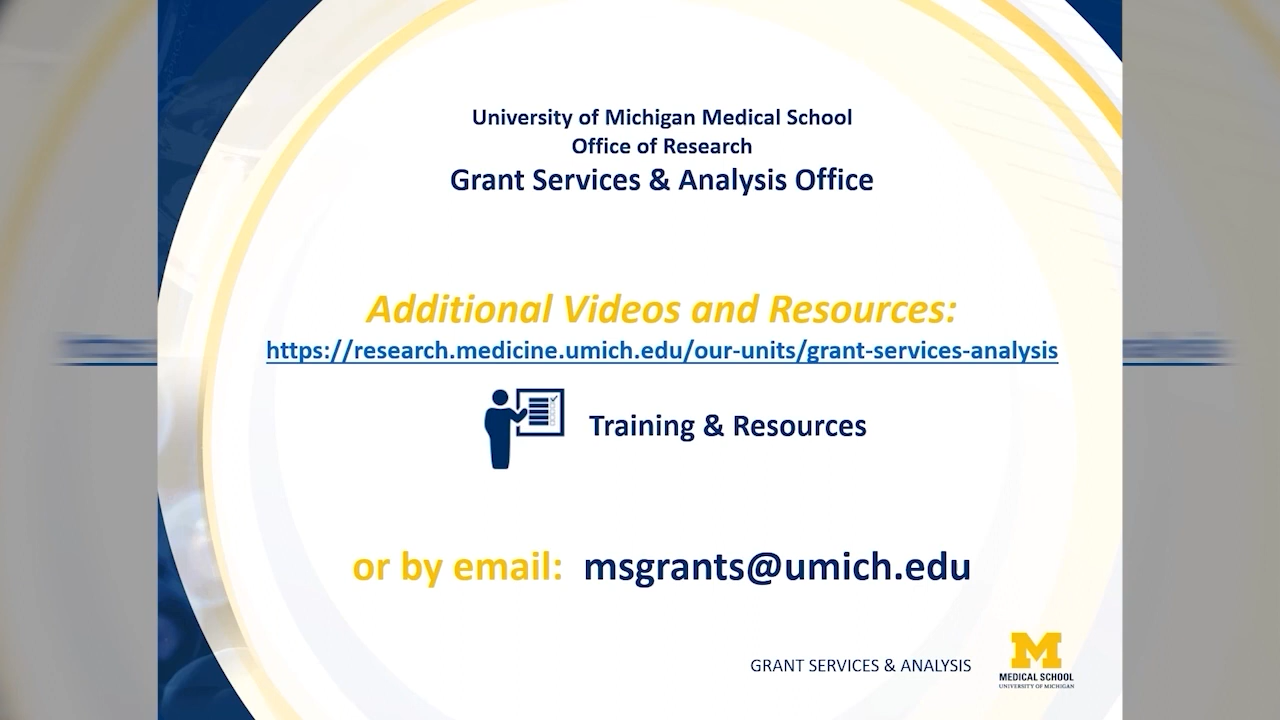 University of Michigan Medical School
Office of Research
Grant Services & Analysis Office
Additional Videos and Resources:
https://research.medicine.umich.edu/our-units/grant-services-analysis
Training & Resources
or by email: msgrants@umich.edu
GRANT SERVICES & ANALYSIS
M
MEDICAL SCHOOL
UNIVERSITY OF MICHIGAN